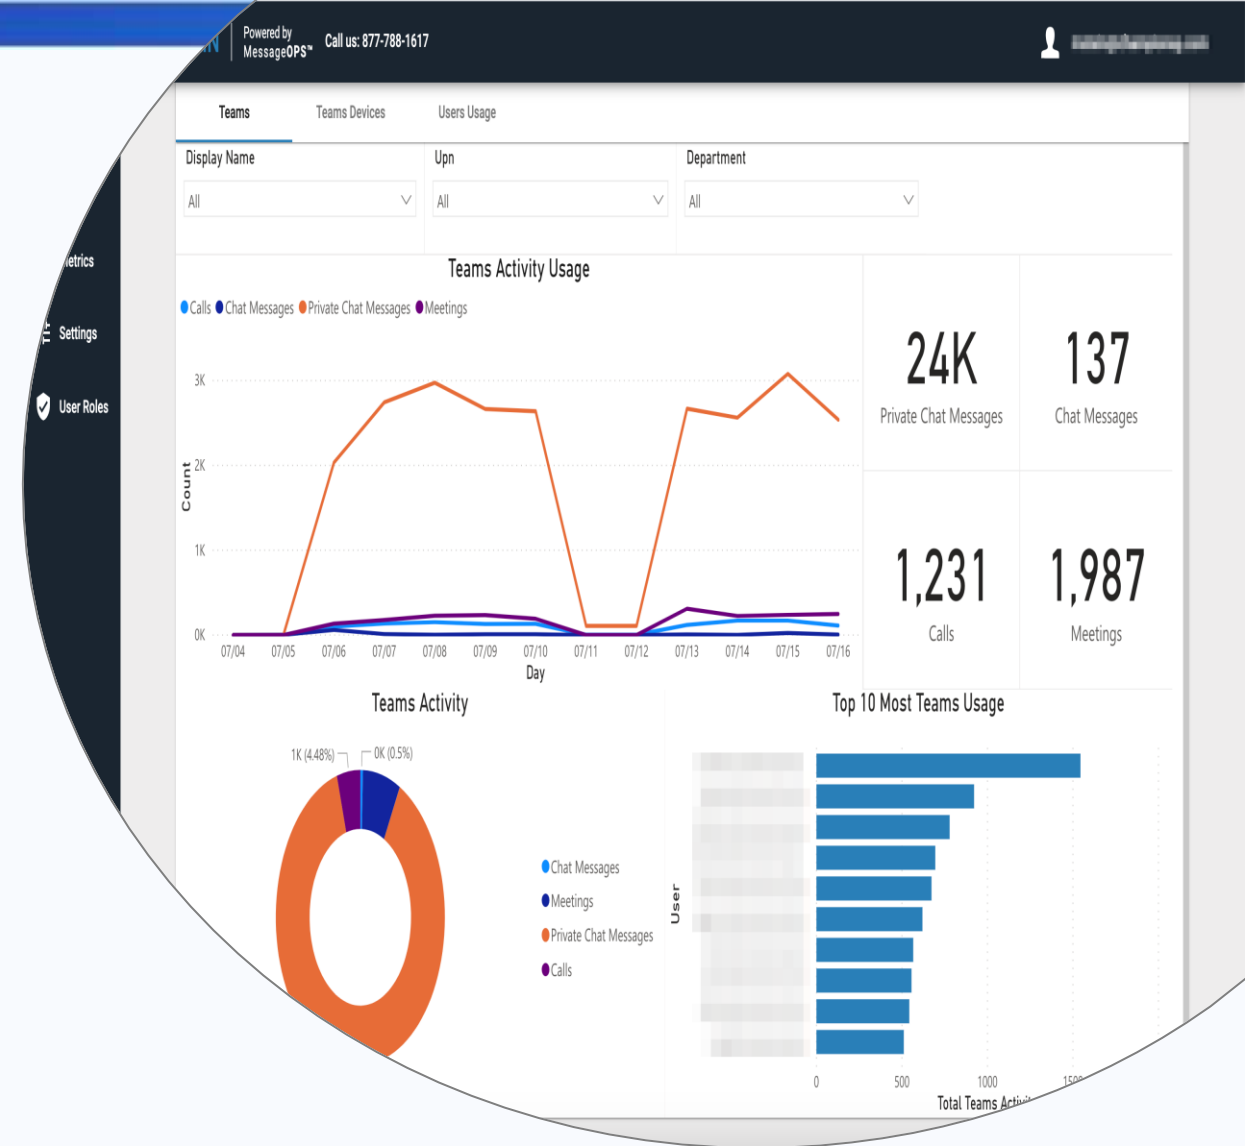 Powered by
MessageOPS™
Call us: 877-788-1617
Teams Teams Devices Users Usage
Display Name Upn Department
All All All
Settings
User Roles
Teams Activity Usage
Calls Chat Messages Private Chat Messages Meetings
3K
2K
1K
0K
Count
07/04 07/05 07/06 07/07 07/08 07/09 07/10 07/11 07/12 07/13 07/14 07/15 07/16
Day
24K
Private Chat Messages
137
Chat Messages
1,231
Calls
1,987
Meetings
Teams Activity
1K (4.48%) 0K (0.5%)
Chat Messages
Meetings
Private Chat Messages
Calls
Top 10 Most Teams Usage
User
0 500 1000
Total Teams